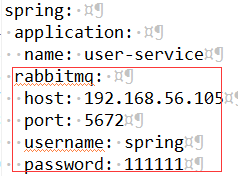 spring: ¤¶
  application: ¤¶
    name: user-service ¤¶
  rabbitmq: ¤¶
    host: 192.168.56.105¤¶
    port: 5672 ¤¶
    username: spring ¤¶
    password: 111111¤¶